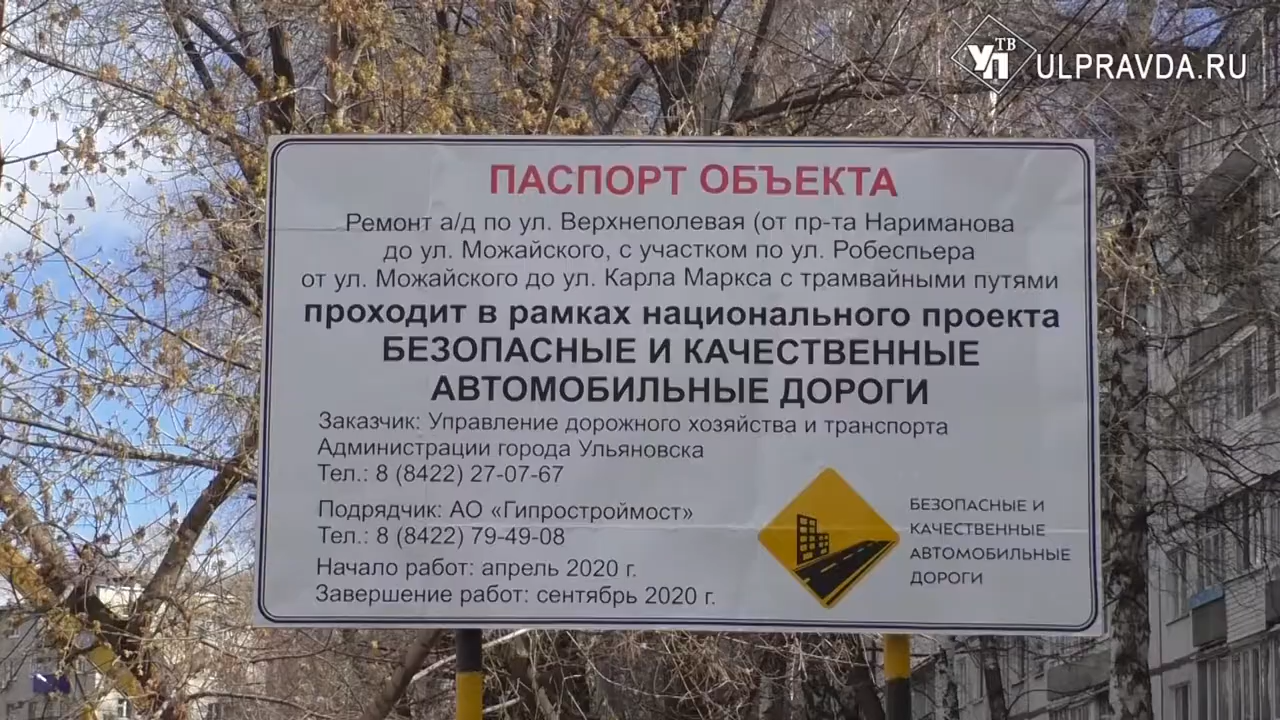 УП ТВ ULPRAVDA.RU
ПАСПОРТ ОБЪЕКТА
Ремонт а/д по ул. Верхнеполевая (от пр-та Нариманова
до ул. Можайского, с участком по ул. Робеспьера
от ул. Можайского до ул. Карла Маркса с трамвайными путями
проходит в рамках национального проекта
БЕЗОПАСНЫЕ И КАЧЕСТВЕННЫЕ
АВТОМОБИЛЬНЫЕ ДОРОГИ
Заказчик: Управление дорожного хозяйства и транспорта
Администрации города Ульяновска
Тел.: 8 (8422) 27-07-67
Подрядчик: АО «Гипростроймост»
Тел.: 8 (8422) 79-49-08
Начало работ: апрель 2020 г.
Завершение работ: сентябрь 2020 г.
БЕЗОПАСНЫЕ И
КАЧЕСТВЕННЫЕ
АВТОМОБИЛЬНЫЕ
ДОРОГИ